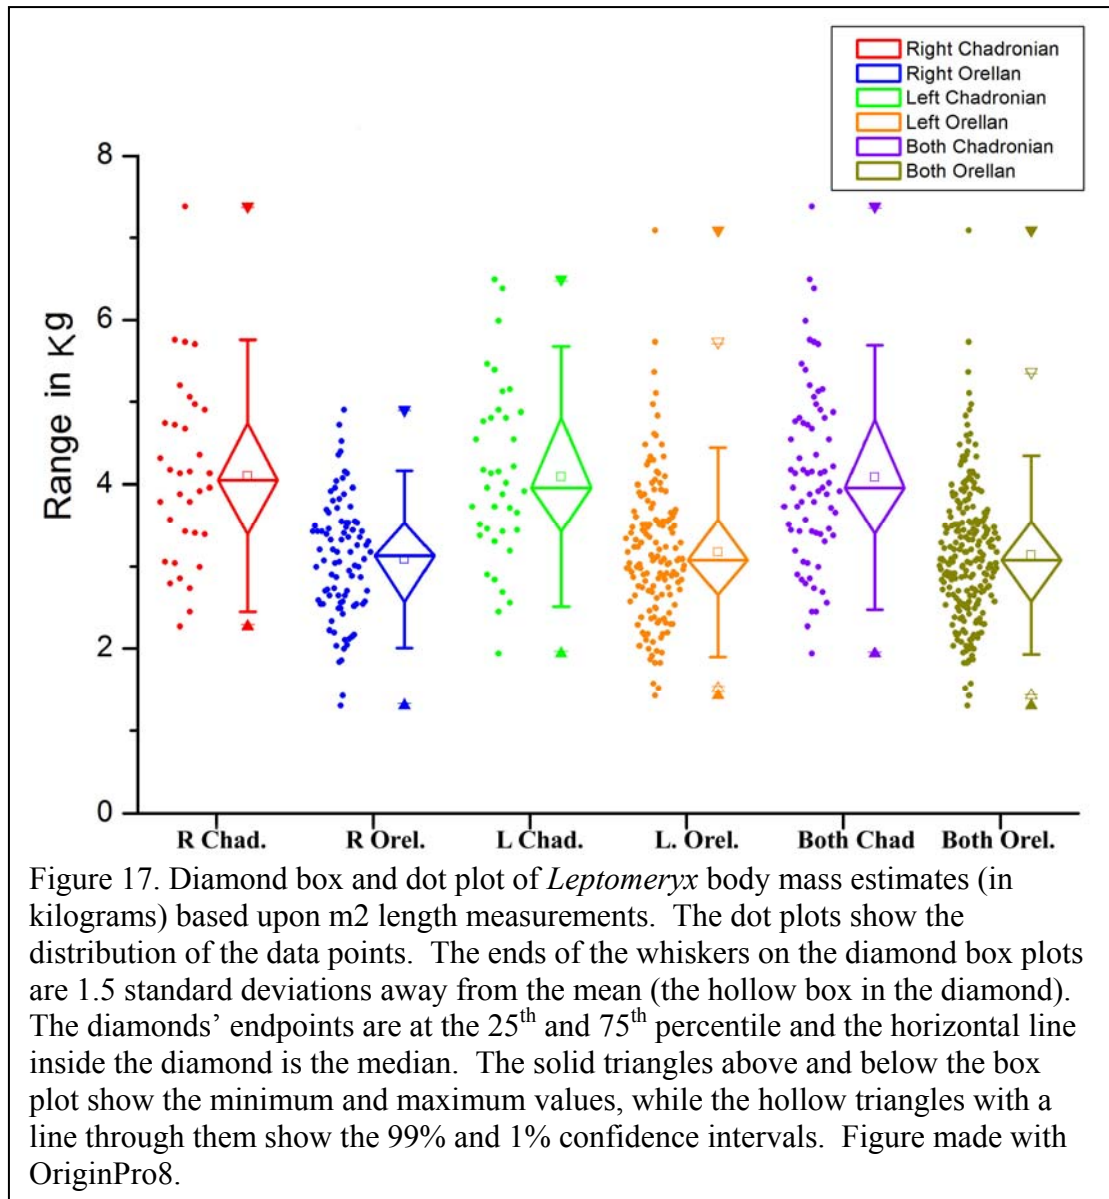 Right Chadronian
Right Orellan
Left Chadronian
Left Orellan
Both Chadronian
Both Orellan
8
6
4
2
0
Range in Kg
R Chad. R Orel. L Chad. L. Orel. Both Chad Both Orel.
Figure 17. Diamond box and dot plot of Leptomeryx body mass estimates (in
kilograms) based upon m2 length measurements. The dot plots show the
distribution of the data points. The ends of the whiskers on the diamond box plots
are 1.5 standard deviations away from the mean (the hollow box in the diamond).
The diamonds' endpoints are at the 25th and 75th percentile and the horizontal line
inside the diamond is the median. The solid triangles above and below the box
plot show the minimum and maximum values, while the hollow triangles with a
line through them show the 99% and 1% confidence intervals. Figure made with
OriginPro8.